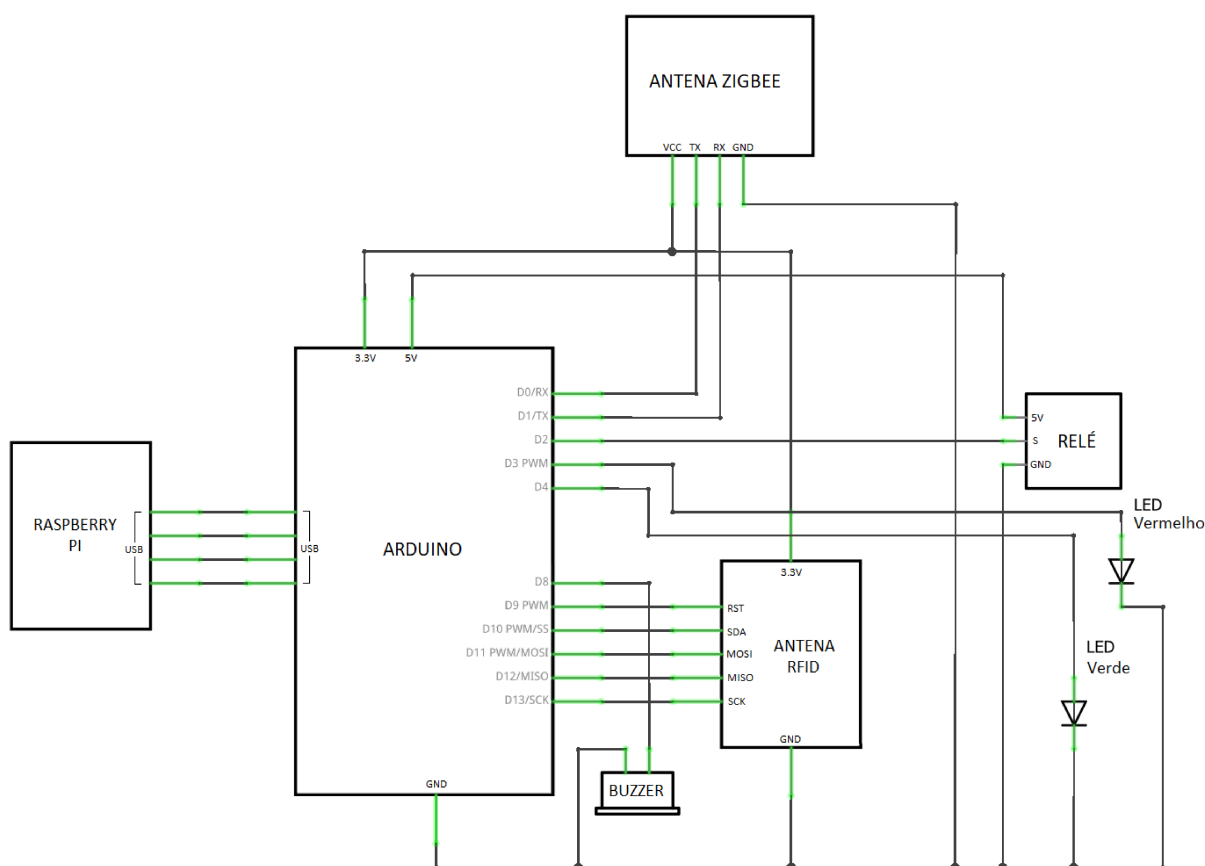 ANTENA ZIGBEE
VCC TX RX GND
3.3V 5V
D0/RX
D1/TX
D2
D3 PWM
D4
5V
S
GND
RELÉ
LED
Vermelho
RASPBERRY
PI
USB
USB
ARDUINO
D8
D9 PWM
D10 PWM/SS
D11 PWM/MOSI
D12/MISO
D13/SCK
GND
3.3V
RST
SDA
MOSI
MISO
SCK
ANTENA
RFID
GND
LED
Verde
BUZZER